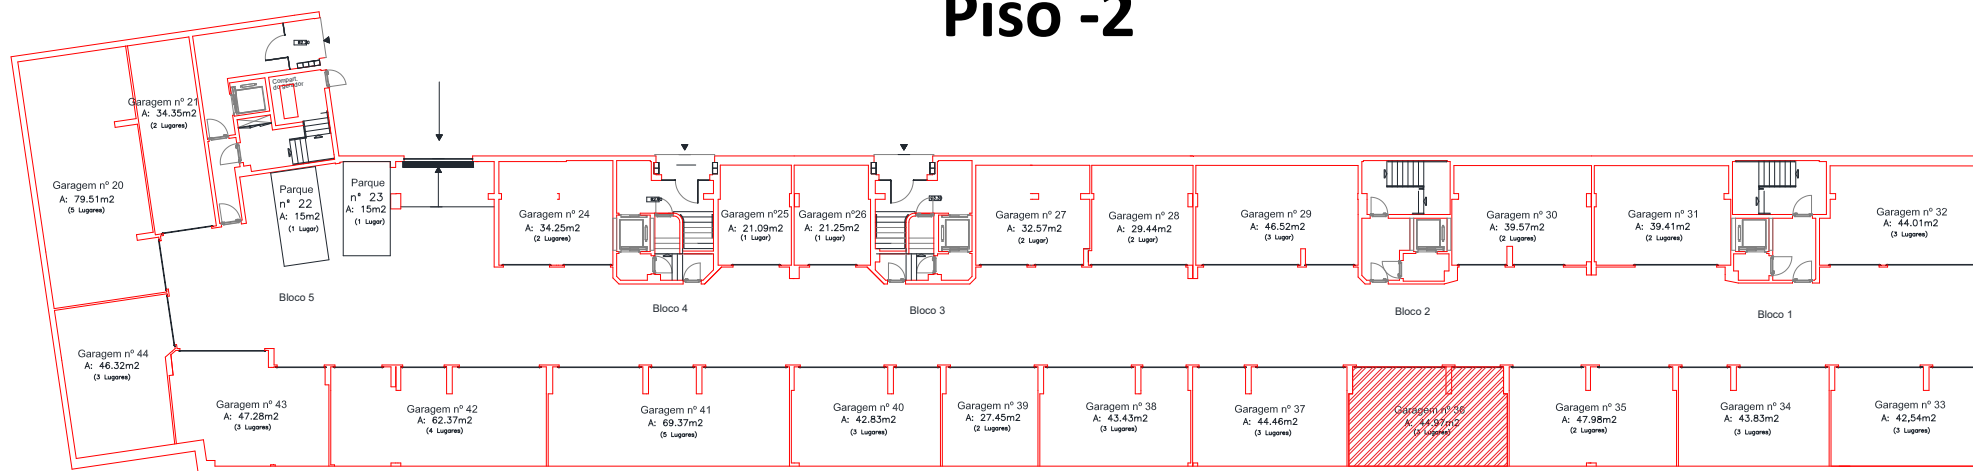 Piso -2
Compart.
do gerador
Garagem nº 21
A: 34.35m2
(2 Lugares)
Garagem nº 20
A: 79.51m2
(5 Lugares)
Parque
n° 22
A: 15m2
(1 Lugar)
Parque
n° 23
A: 15m2
(1 Lugar)
Garagem nº 24
A: 34.25m2
(2 Lugares)
Garagem nº25
A: 21.09m2
(1 Lugar)
Garagem nº26
A: 21.25m2
(1 Lugar)
Garagem nº 27
A: 32.57m2
(2 Lugar)
Garagem nº 28
A: 29.44m2
(2 Lugar)
Garagem nº 29
A: 46.52m2
(3 Lugar)
Garagem nº 30
A: 39.57m2
(2 Lugares)
Garagem nº 31
A: 39.41m2
(2 Lugares)
Garagem nº 32
A: 44.01m2
(3 Lugares)
Bloco 5
Bloco 4
Bloco 3
Bloco 2
Bloco 1
Garagem nº 44
A: 46.32m2
(3 Lugares)
Garagem nº 43
A: 47.28m2
(3 Lugares)
Garagem nº 42
A: 62.37m2
(4 Lugares)
Garagem nº 41
A: 69.37m2
(5 Lugares)
Garagem nº 40
A: 42.83m2
(3 Lugares)
Garagem nº 39
A: 27.45m2
(2 Lugares)
Garagem nº 38
A: 43,43m2
(3 Lugares)
Garagem nº 37
A: 44.46m2
(3 Lugares)
Garagem nº 36
A: 44.97m2
(3 Lugares)
Garagem nº 35
A: 47.98m2
(2 Lugares)
Garagem nº 34
A: 43.83m2
(3 Lugares)
Garagem nº 33
A: 42,54m2
(3 Lugares)